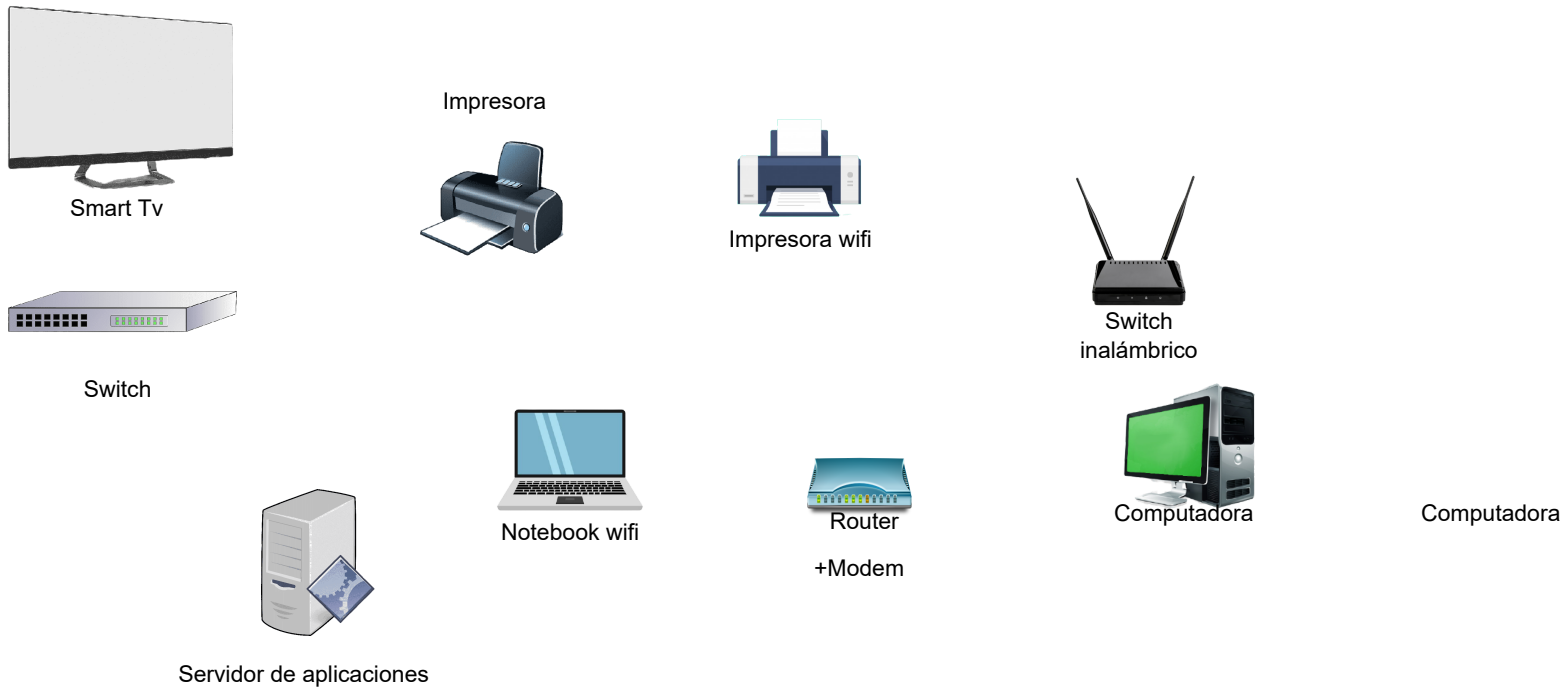 Impresora
Smart Tv
Impresora wifi
Switch
inalámbrico
Switch
Computadora
Computadora
Router
Notebook wifi
+Modem
Servidor de aplicaciones